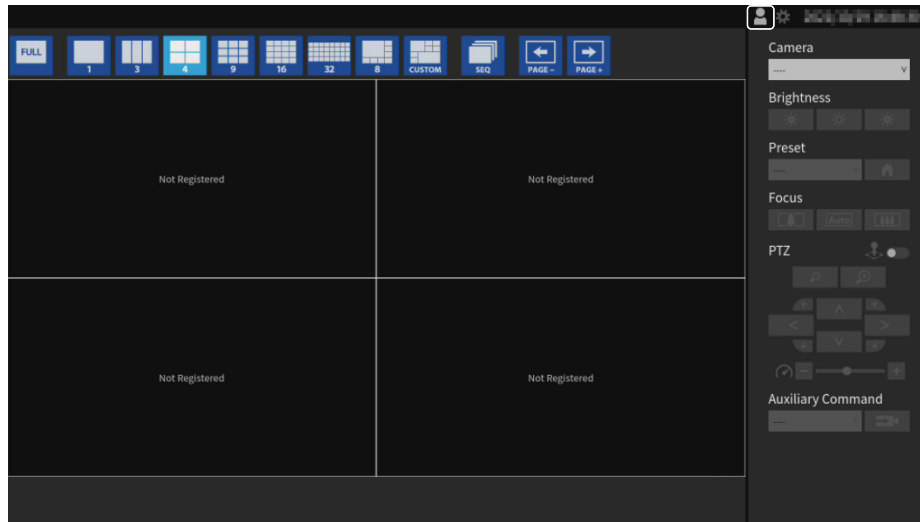 FULL
1
3
4
9
16
32
8
CUSTOM
SEQ
PAGE −
PAGE +
Not Registered
Not Registered
Not Registered
Not Registered
Camera
----
Brightness
Preset
----
Focus
Auto
PTZ
Auxiliary Command
----